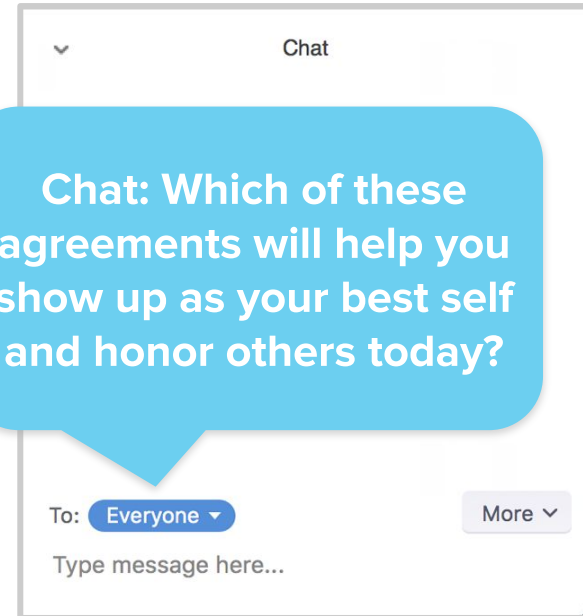 Chat
Chat: Which of these
agreements will help you
show up as your best self
and honor others today?
To: Everyone
More
Type message here...